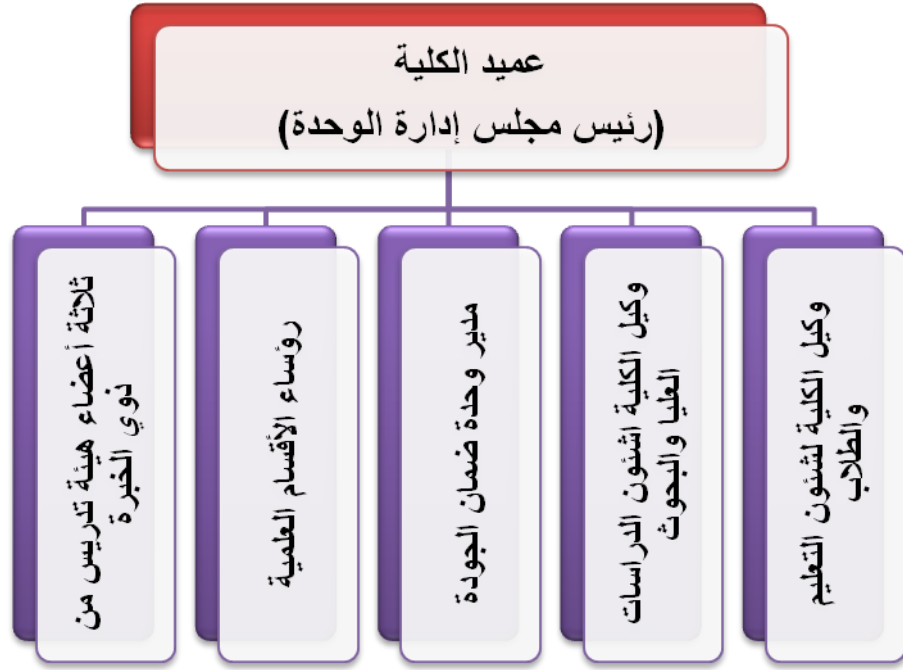 عميد الكلية
(رئيس مجلس إدارة الوحدة)
وكيل الكلية لشئون التعليم
والطلاب
وكيل الكلية اشئون الدراسات
العليا والبحوث
مدير وحدة ضمان الجودة
رؤساء الأقسام العلمية
ثلاثة أعضاء هيئة تدريس من
ذوي الخبرة